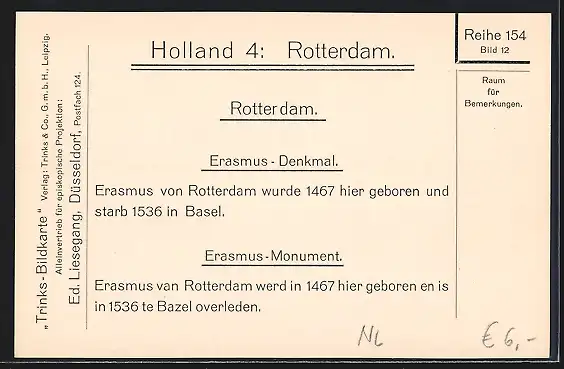 Holland 4: Rotterdam.
Reihe 154
Bild 12
Raum
für
Bemerkungen.
Rotterdam.
Erasmus-Denkmal.
Erasmus von Rotterdam wurde 1467 hier geboren und
starb 1536 in Basel.
Erasmus-Monument.
Erasmus van Rotterdam werd in 1467 hier geboren en is
in 1536 te Bazel overleden.
„Trinks-Bildkarte“ Verlag: Trinks & Co., G. m. b. H., Leipzig.
Alleinvertrieb für episkopische Projektion:
Ed. Liesegang, Düsseldorf, Postfach 124.
NL
€ 6,-